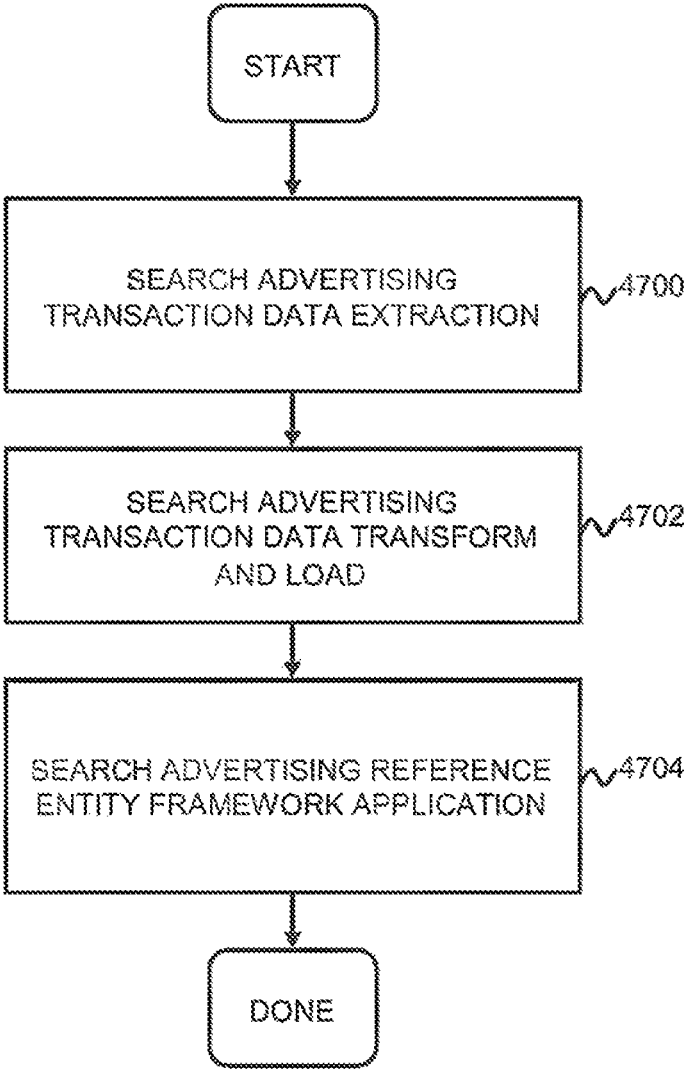 START
SEARCH ADVERTISING
TRANSACTION DATA EXTRACTION
4700
SEARCH ADVERTISING
TRANSACTION DATA TRANSFORM
AND LOAD
4702
SEARCH ADVERTISING REFERENCE
ENTITY FRAMEWORK APPLICATION
4704
DONE